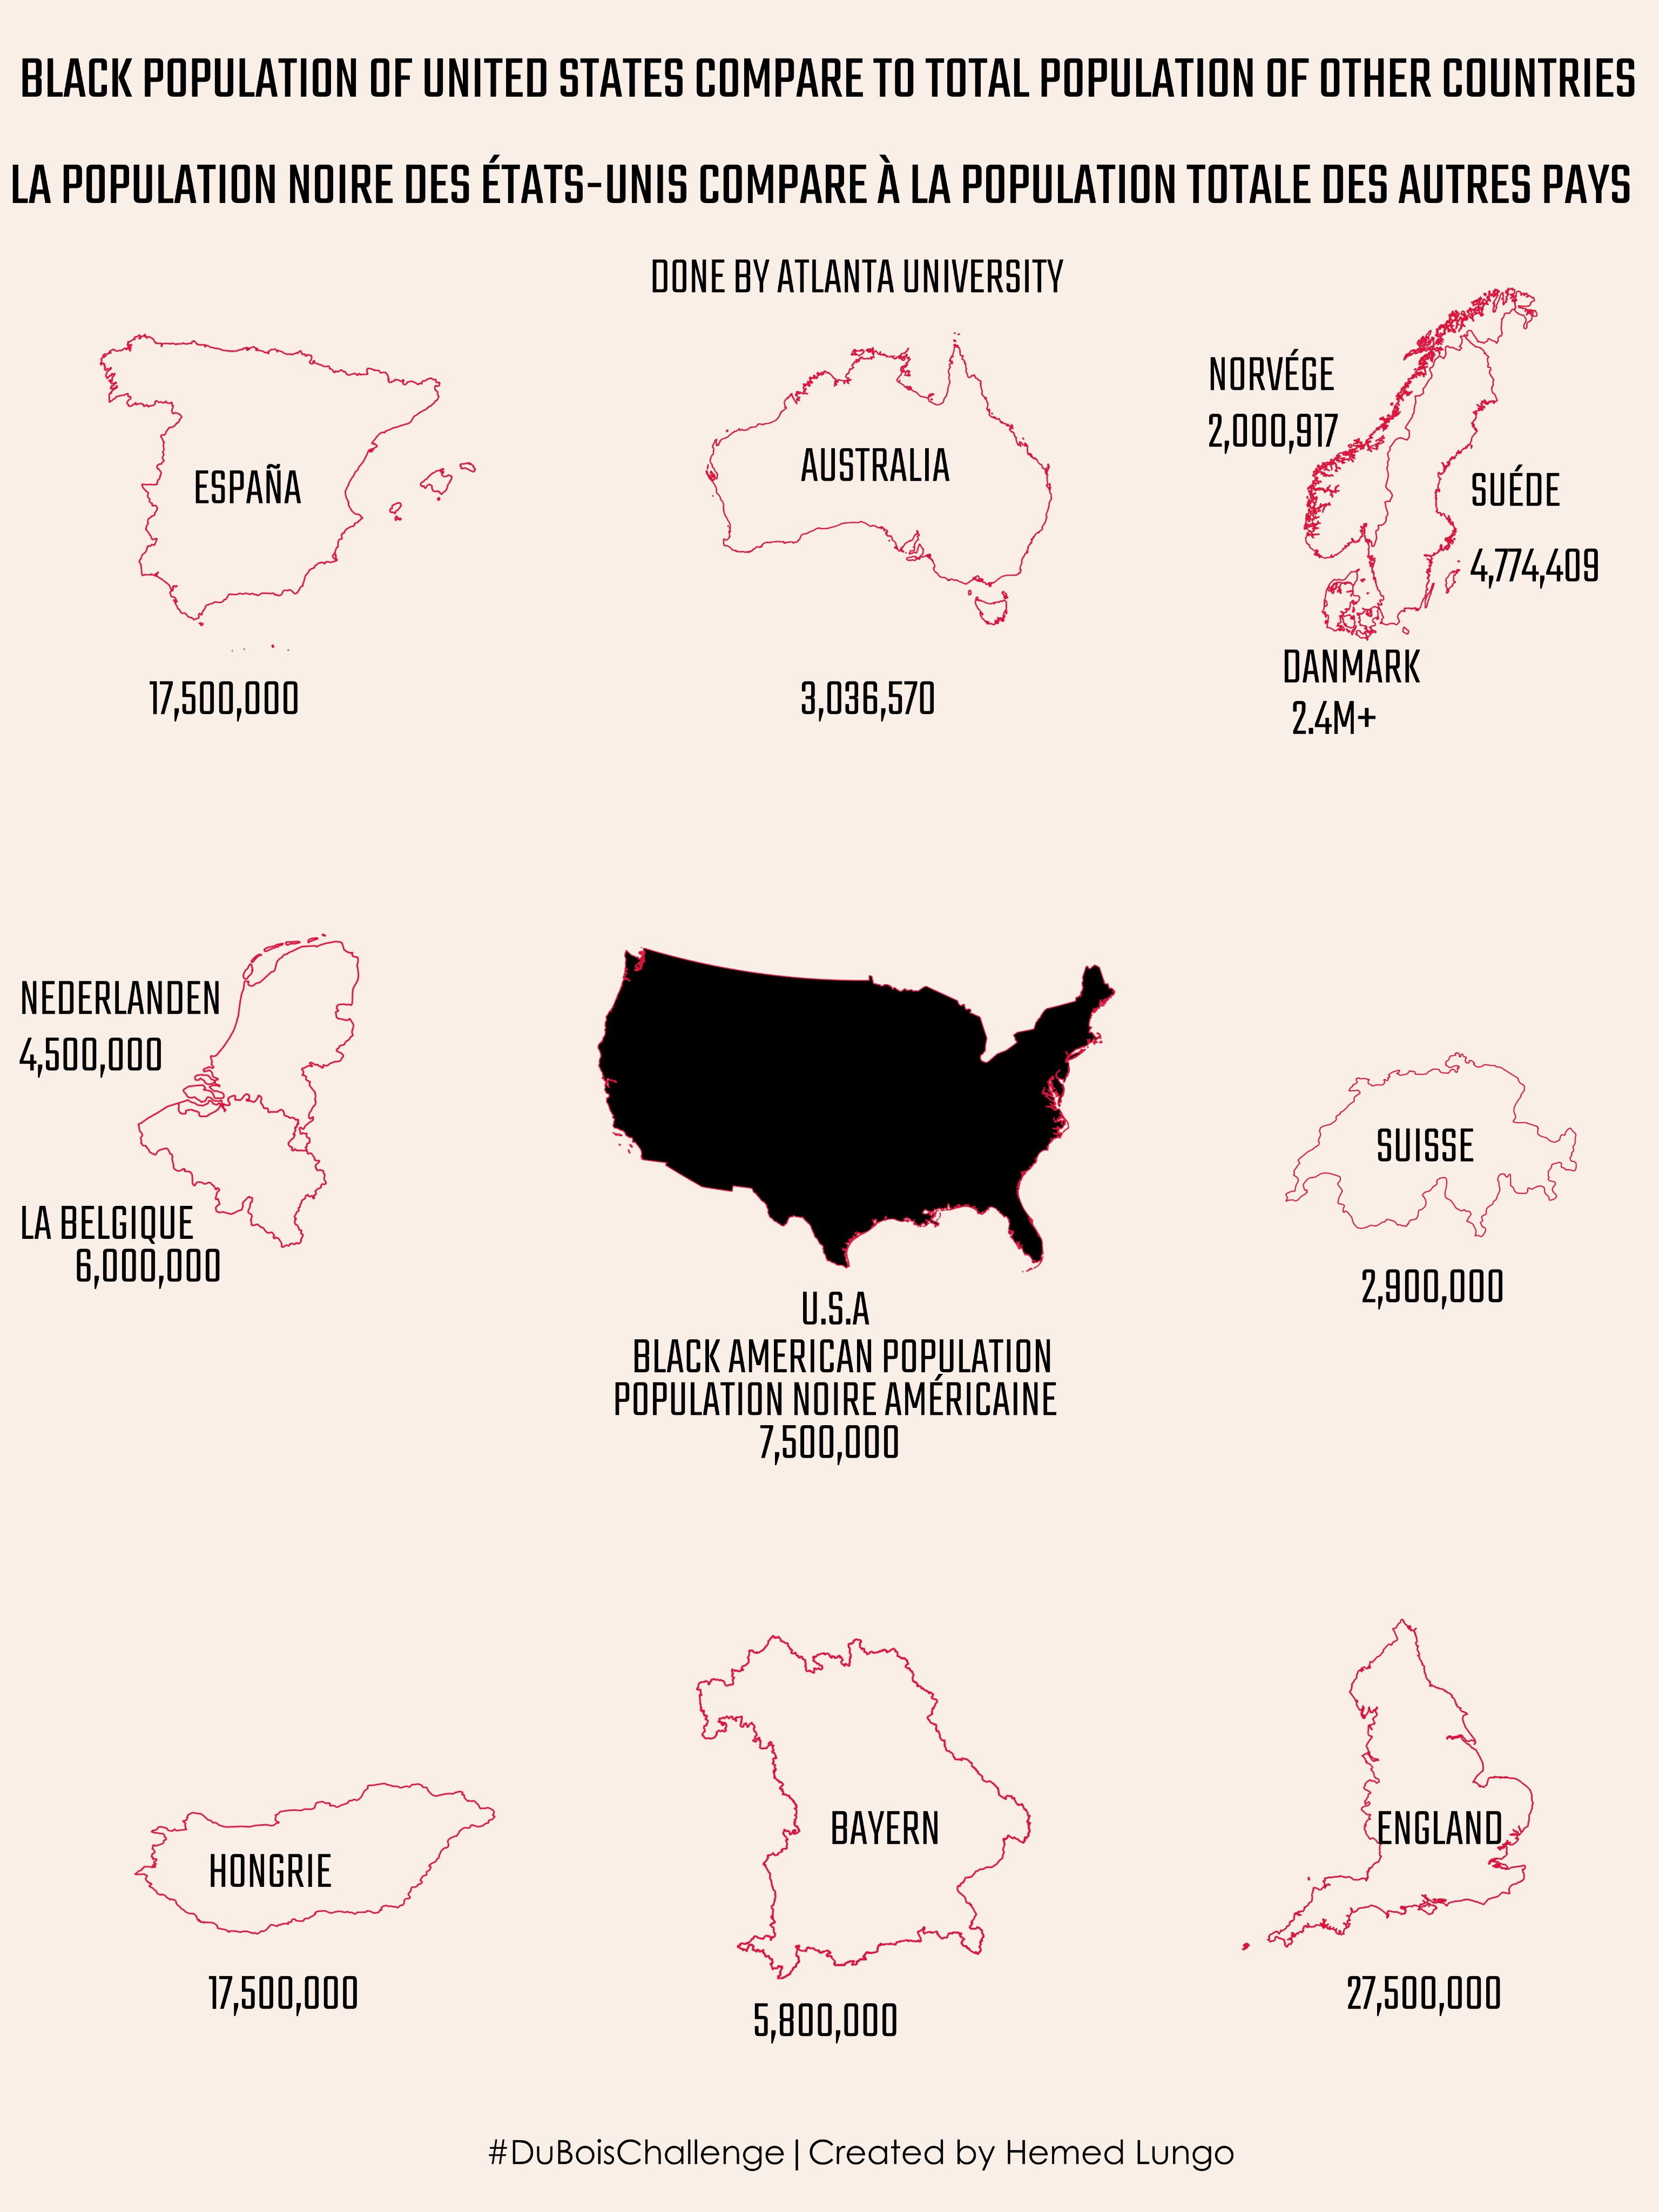 BLACK POPULATION OF UNITED STATES COMPARE TO TOTAL POPULATION OF OTHER COUNTRIES
LA POPULATION NOIRE DES ÉTATS-UNIS COMPARE À LA POPULATION TOTALE DES AUTRES PAYS
DONE BY ATLANTA UNIVERSITY
ESPAÑA
17,500,000
AUSTRALIA
3,036,570
NORVÉGE
2,000,917
SUÉDE
4,774,409
DANMARK
2.4M+
NEDERLANDEN
4,500,000
LA BELGIQUE
6,000,000
U.S.A
BLACK AMERICAN POPULATION
POPULATION NOIRE AMÉRICAINE
7,500,000
SUISSE
2,900,000
HONGRIE
17,500,000
BAYERN
5,800,000
ENGLAND
27,500,000
#DuBoisChallenge|Created by Hemed Lungo